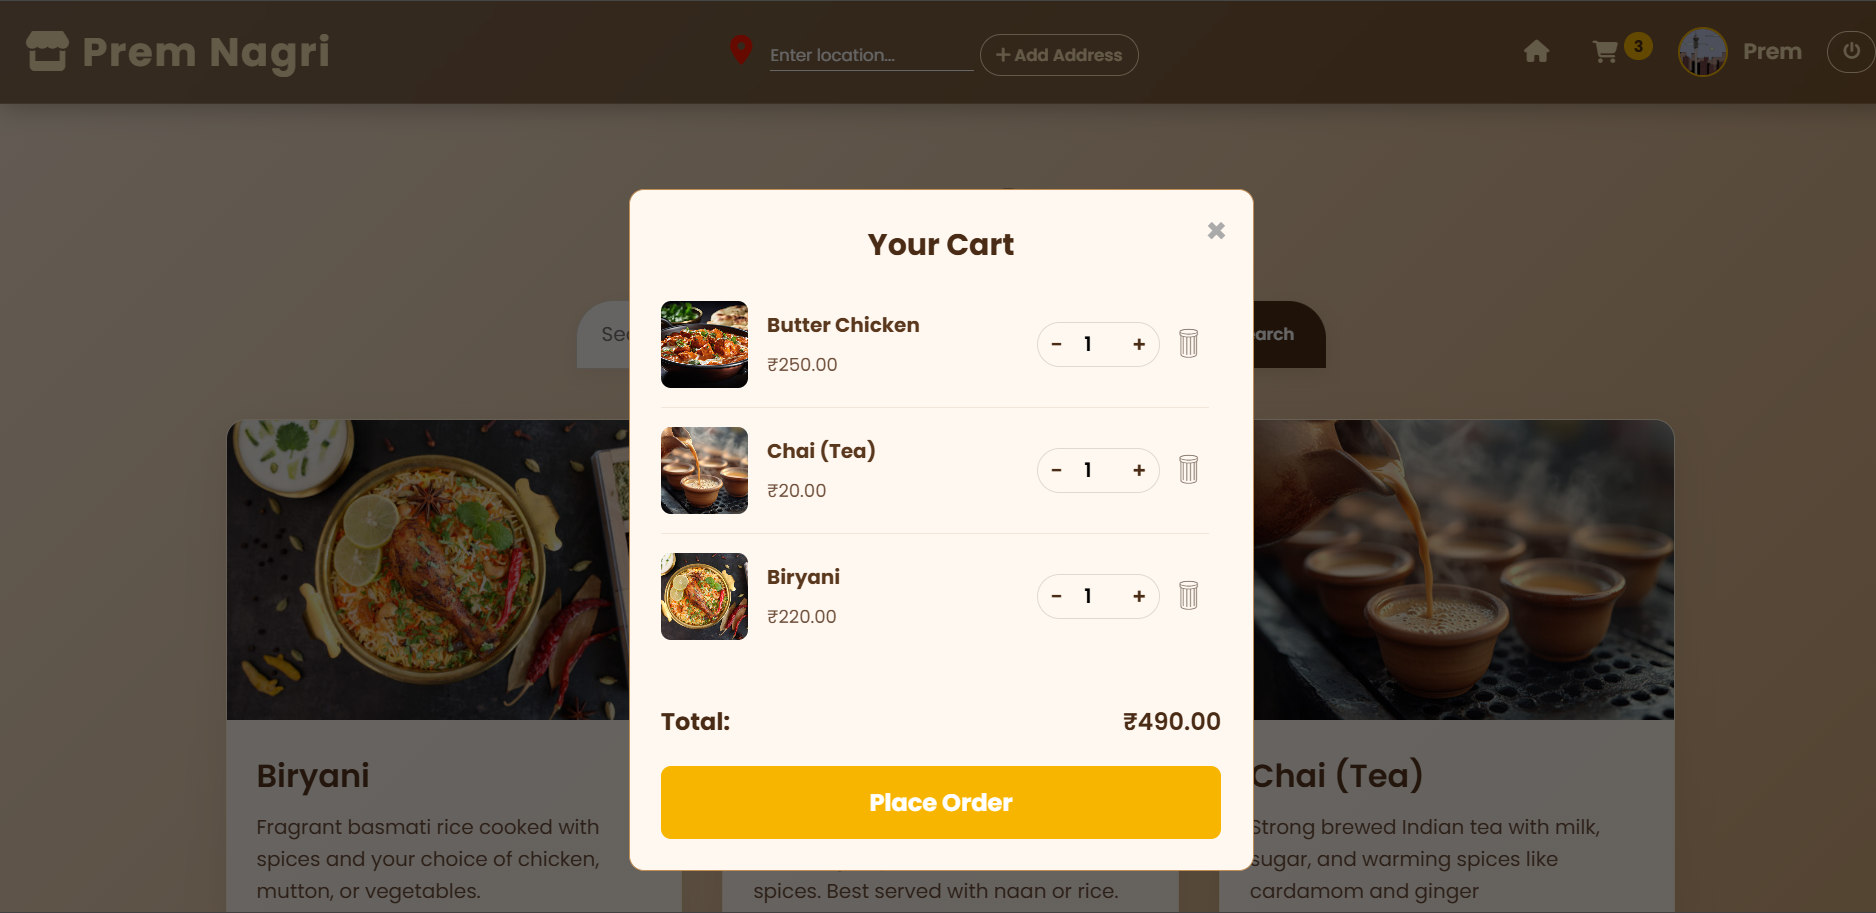 Prem Nagri
Enter location...
+ Add Address
3
Prem
Your Cart
✖
Butter Chicken
₹250.00
− 1 +
Chai (Tea)
₹20.00
− 1 +
Biryani
₹220.00
− 1 +
Total:
₹490.00
Place Order
Biryani
Fragrant basmati rice cooked with
spices and your choice of chicken,
mutton, or vegetables.
spices. Best served with naan or rice.
Chai (Tea)
Strong brewed Indian tea with milk,
sugar, and warming spices like
cardamom and ginger